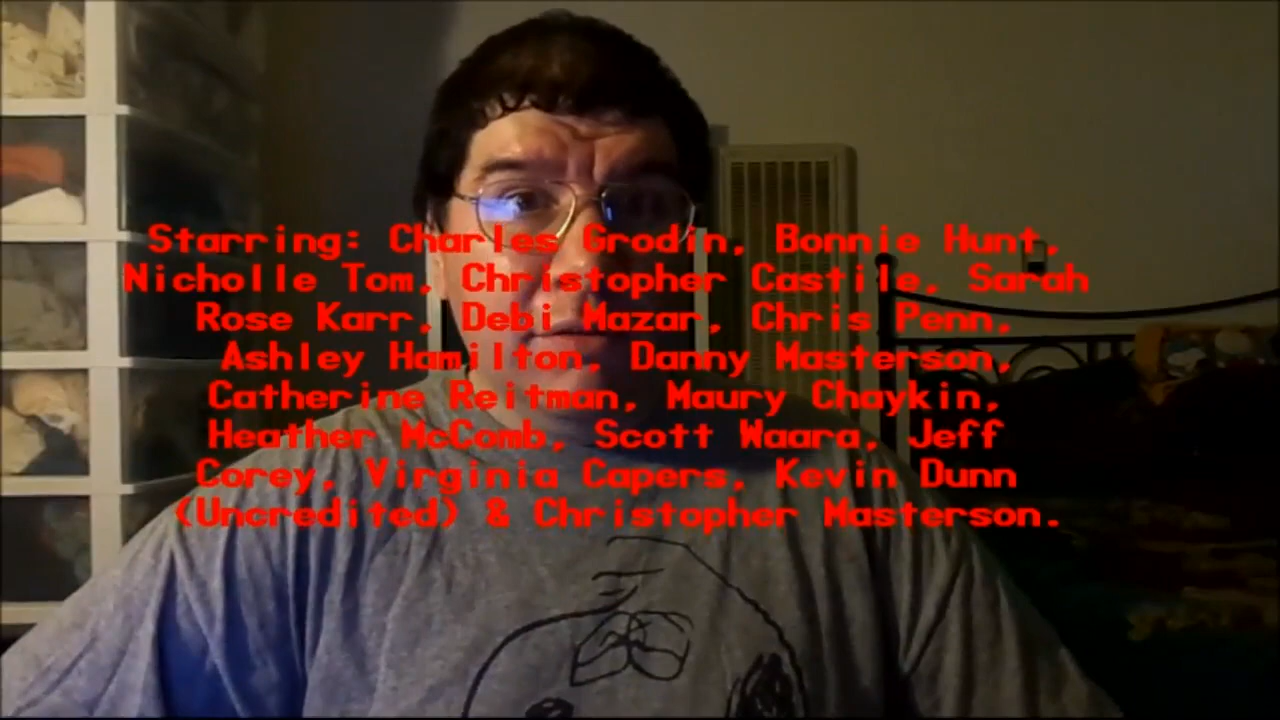 Starring: Charles Grodin, Bonnie Hunt,
Nicholle Tom, Christopher Castile, Sarah
Rose Karr, Debi Mazar, Chris Penn,
Ashley Hamilton, Danny Masterson,
Catherine Reitman, Maury Chaykin,
Heather McComb, Scott Waara, Jeff
Corey, Virginia Capers, Kevin Dunn
(Uncredited) & Christopher Masterson.